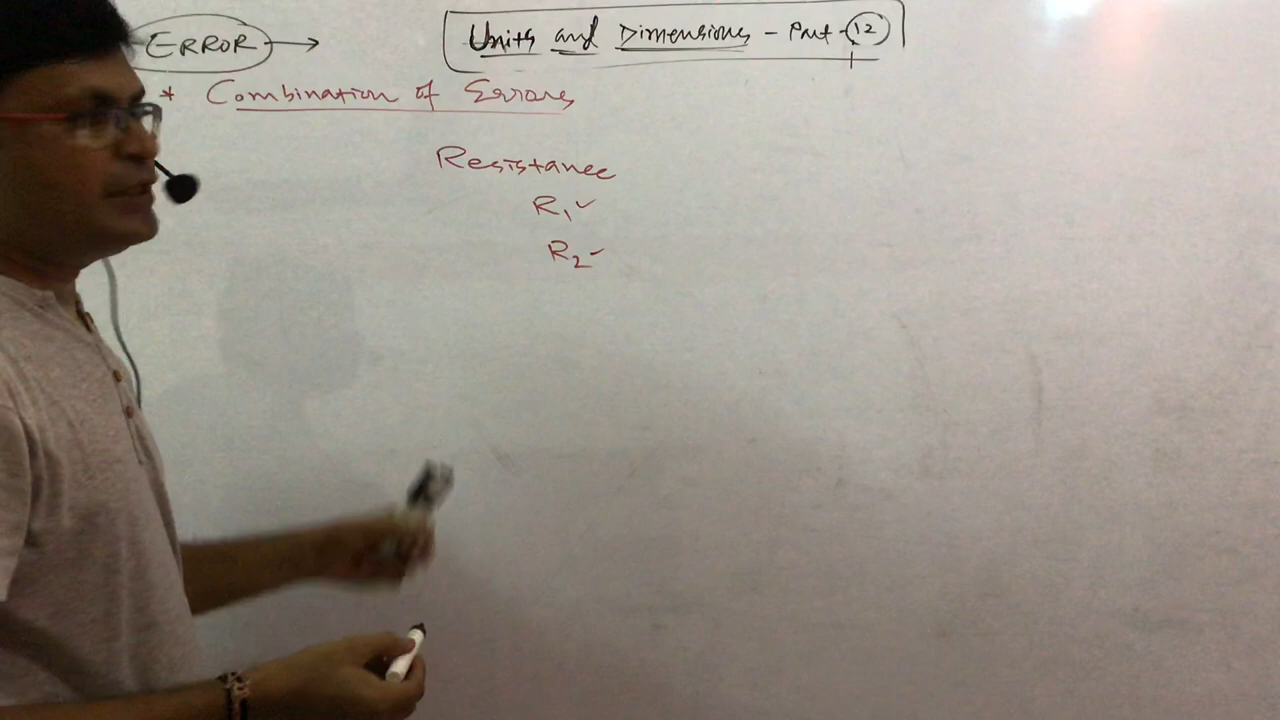 ERROR → Units and Dimensions - Part - 12
* Combination of Errors
Resistance
R₁ ✓
R₂ -